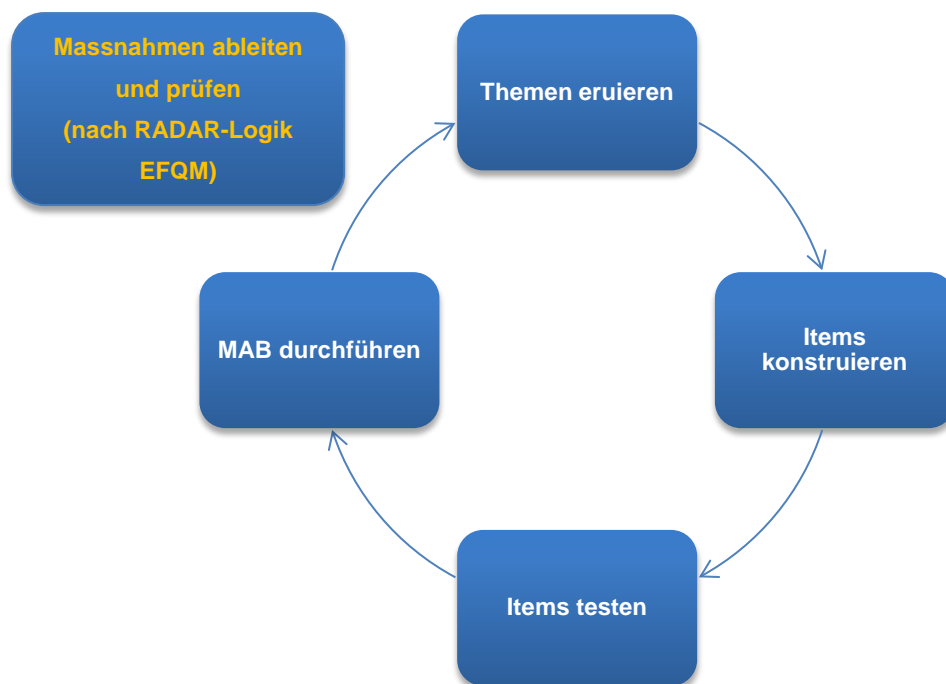 Massnahmen ableiten
und prüfen
(nach RADAR-Logik
EFQM)
Themen eruieren
MAB durchführen
Items
konstruieren
Items testen